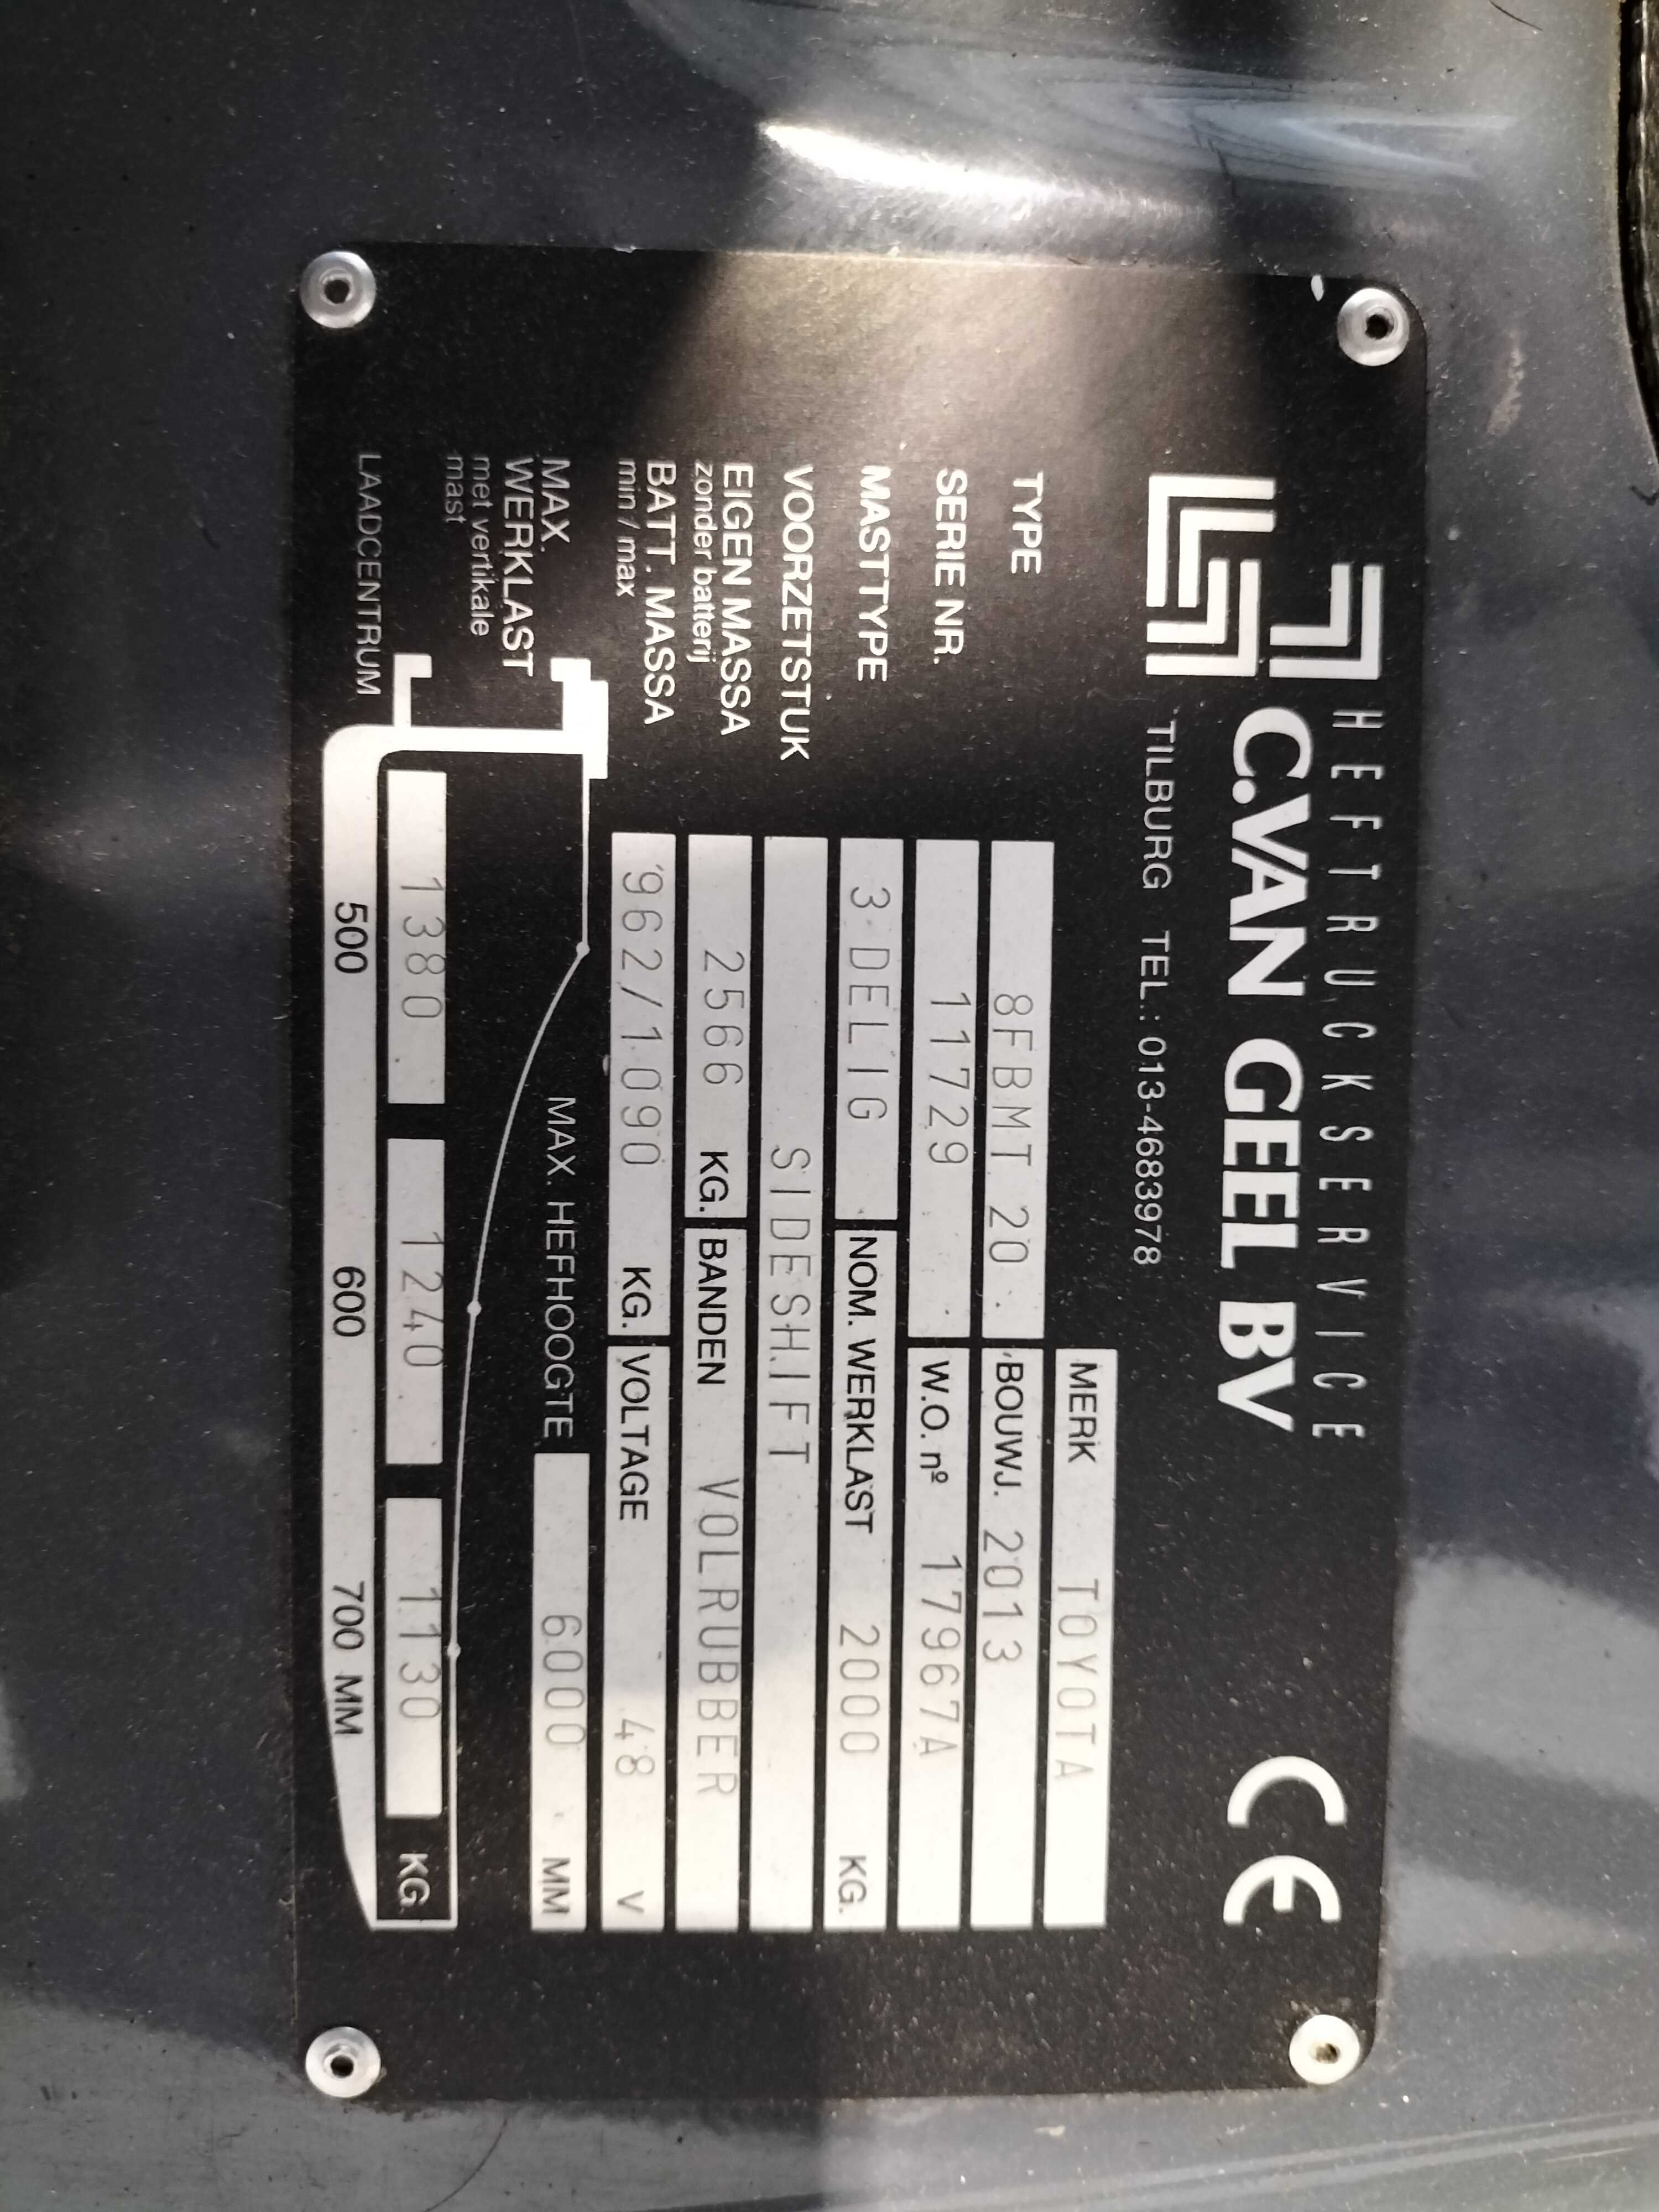 HEFTRUCKSERVICE
C.VAN GEEL BV
CE
TILBURG TEL.: 013-4683978
MERK TOYOTA
TYPE 8FBMT 20 BOUWJ. 2013
SERIE NR. 11729 W.O. nº 17967A
MASTTYPE 3 DELIG NOM. WERKLAST 2000 KG.
VOORZETSTUK SIDESHIFT
EIGEN MASSA 2566 KG. BANDEN VOLRUBBER
zonder batterij
BATT. MASSA 962/1090 KG. VOLTAGE 48 V
min / max
MAX. HEFHOOGTE 6000 MM
MAX.
WERKLAST
met vertikale
mast
1380 1240 1130 KG.
LAADCENTRUM 500 600 700 MM